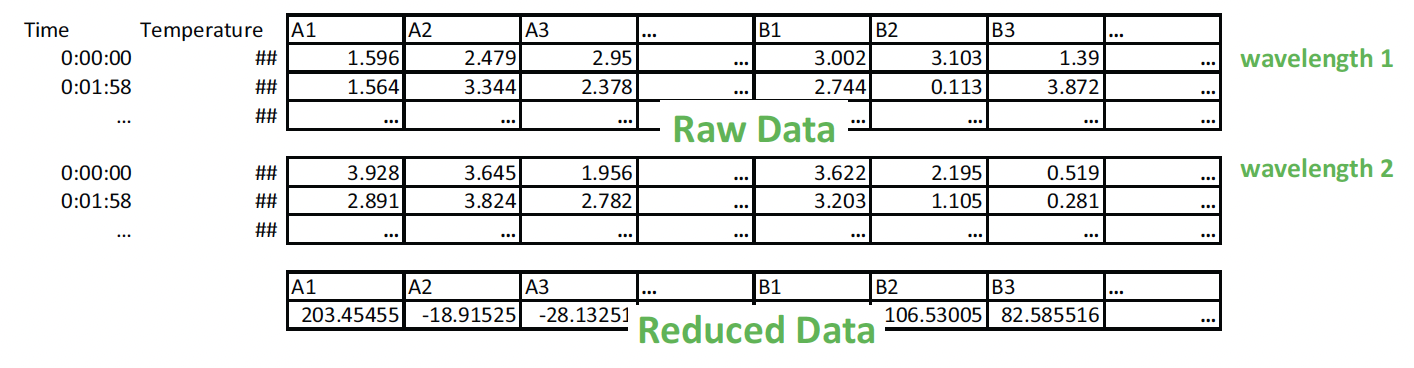 Time Temperature A1 A2 A3 ... B1 B2 B3 ...
0:00:00 ## 1.596 2.479 2.95 ... 3.002 3.103 1.39 ... wavelength 1
0:01:58 ## 1.564 3.344 2.378 ... 2.744 0.113 3.872 ...
... ## ... ... ... ... ... ... ...
Raw Data
0:00:00 ## 3.928 3.645 1.956 ... 3.622 2.195 0.519 ... wavelength 2
0:01:58 ## 2.891 3.824 2.782 ... 3.203 1.105 0.281 ...
... ## ... ... ... ... ... ... ... ...
A1 A2 A3 ... B1 B2 B3 ...
203.45455 -18.91525 -28.13251 106.53005 82.585516 ...
Reduced Data